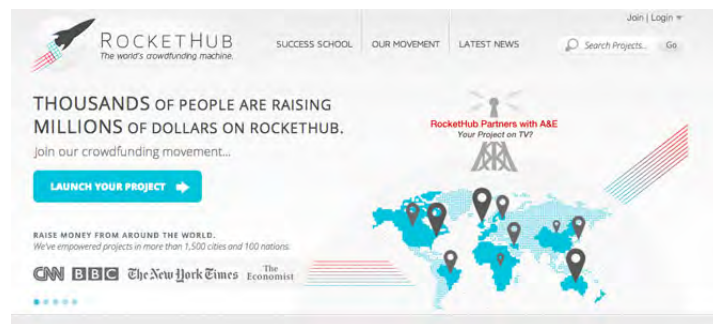 Join | Login
ROCKETHUB
The world's crowdfunding machine.
SUCCESS SCHOOL OUR MOVEMENT LATEST NEWS
Search Projects... Go
THOUSANDS OF PEOPLE ARE RAISING
MILLIONS OF DOLLARS ON ROCKETHUB.
Join our crowdfunding movement...
RocketHub Partners with A&E
Your Project on TV?
LAUNCH YOUR PROJECT
RAISE MONEY FROM AROUND THE WORLD.
We've empowered projects in more than 1,500 cities and 100 nations.
CNN BBC The New York Times The Economist